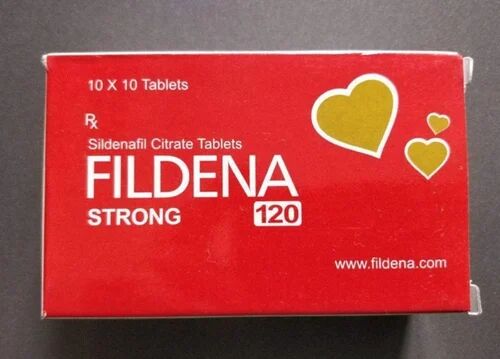 10 X 10 Tablets
Rx
Sildenafil Citrate Tablets
FILDENA
STRONG 120
www.fildena.com